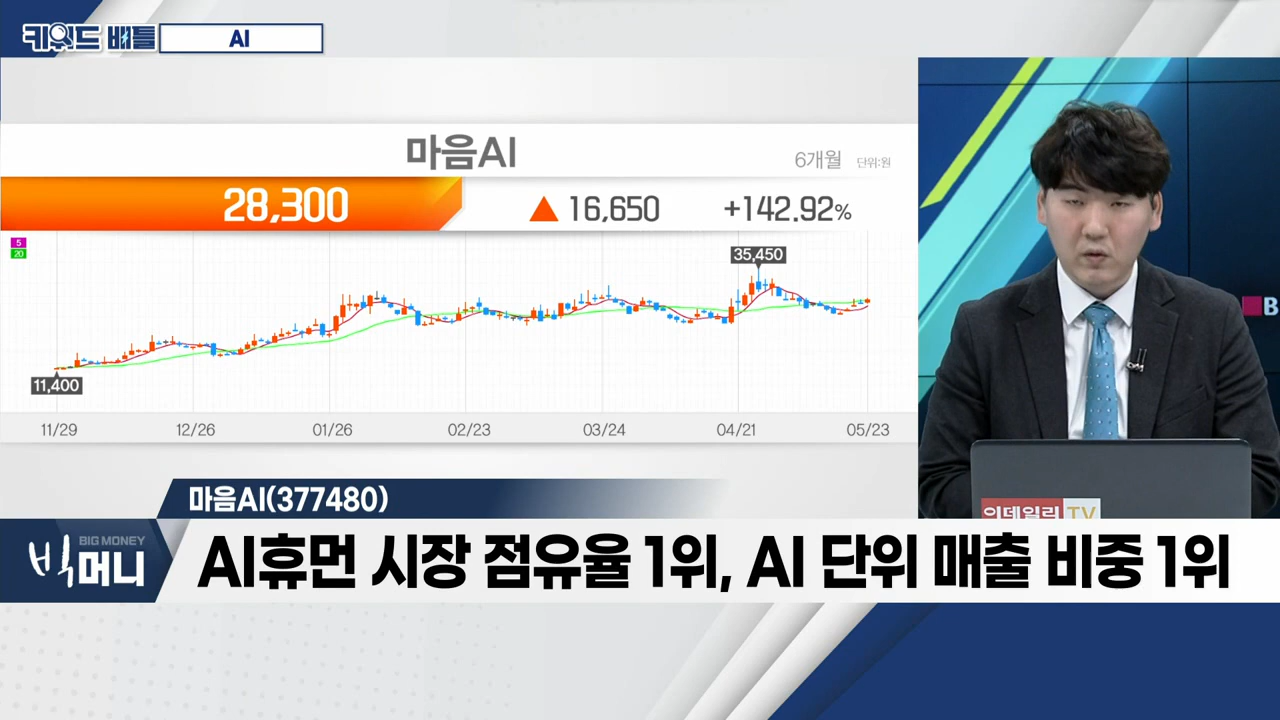 키워드 배틀
AI
마음AI
6개월 단위:원
28,300
▲ 16,650
+142.92%
5
20
35,450
11,400
11/29
12/26
01/26
02/23
03/24
04/21
05/23
B
이데일리 TV
마음AI(377480)
BIG MONEY
빅머니
AI휴먼 시장 점유율 1위, AI 단위 매출 비중 1위